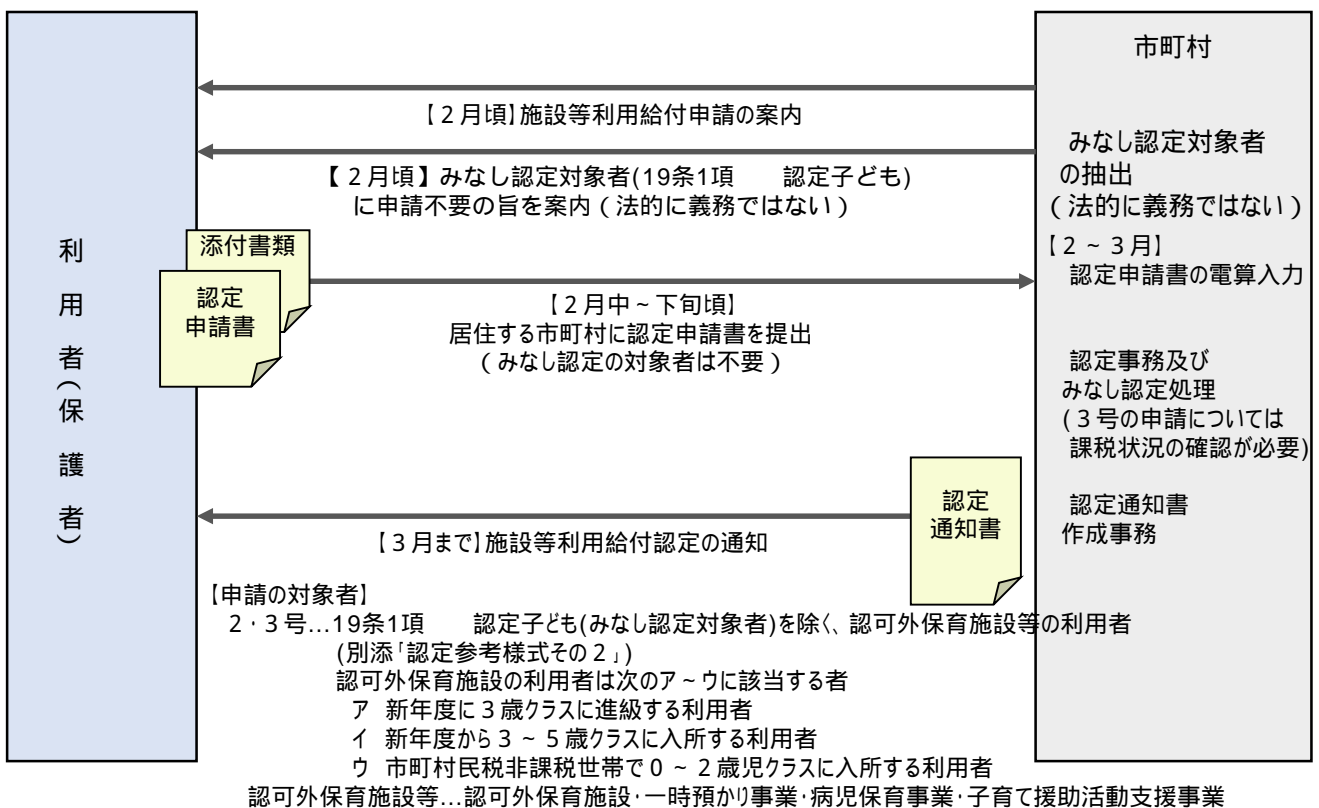 市町村
【２月頃】施設等利用給付申請の案内
みなし認定対象者
の抽出
（法的に義務ではない）
【２月頃】みなし認定対象者(19条1項　　認定子ども)
に申請不要の旨を案内（法的に義務ではない）
利用者(保護者)
添付書類
認定
申請書
【２～３月】
認定申請書の電算入力
【２月中～下旬頃】
居住する市町村に認定申請書を提出
（みなし認定の対象者は不要）
認定事務及び
みなし認定処理
(３号の申請については
課税状況の確認が必要)
認定
通知書
認定通知書
作成事務
【３月まで】施設等利用給付認定の通知
【申請の対象者】
２・３号…19条1項　　認定子ども(みなし認定対象者)を除く、認可外保育施設等の利用者
(別添「認定参考様式その２」)
認可外保育施設の利用者は次のア～ウに該当する者
ア　新年度に３歳クラスに進級する利用者
イ　新年度から３～５歳クラスに入所する利用者
ウ　市町村民税非課税世帯で０～２歳児クラスに入所する利用者
認可外保育施設等…認可外保育施設・一時預かり事業・病児保育事業・子育て援助活動支援事業